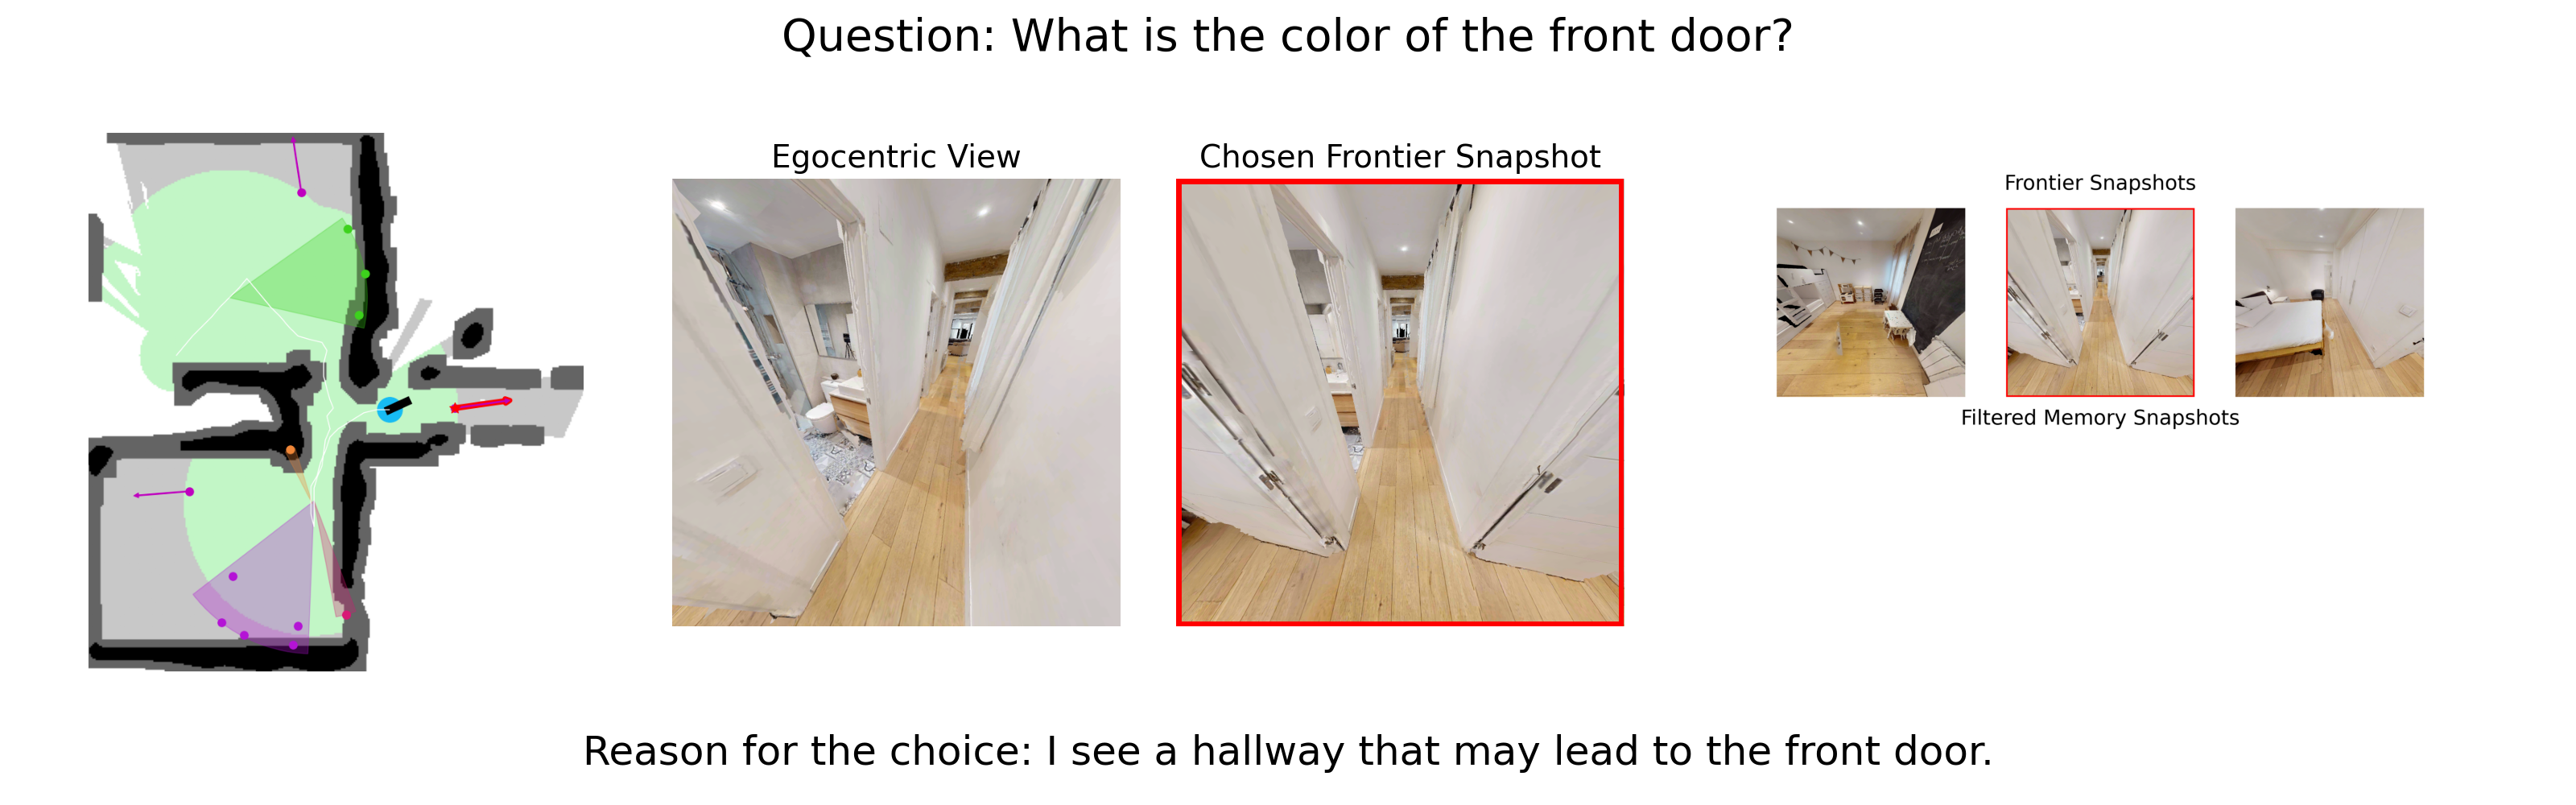 Question: What is the color of the front door?
Egocentric View
Chosen Frontier Snapshot
Frontier Snapshots
Filtered Memory Snapshots
Reason for the choice: I see a hallway that may lead to the front door.